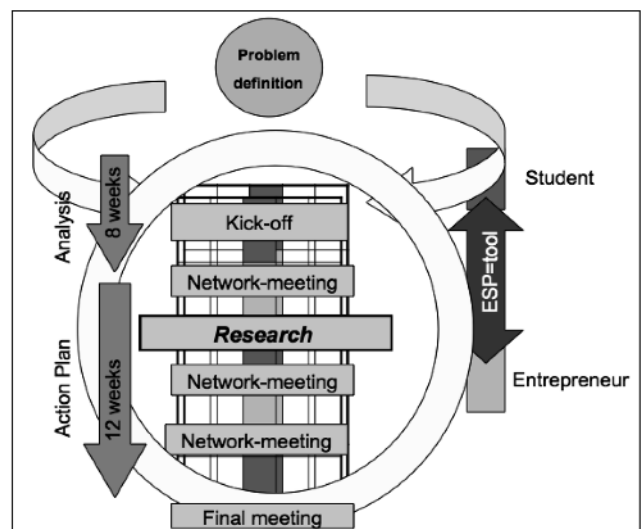 Problem
definition
Student
Analysis
8 weeks
Kick-off
Network-meeting
ESP=tool
Research
Action Plan
12 weeks
Network-meeting
Entrepreneur
Network-meeting
Final meeting